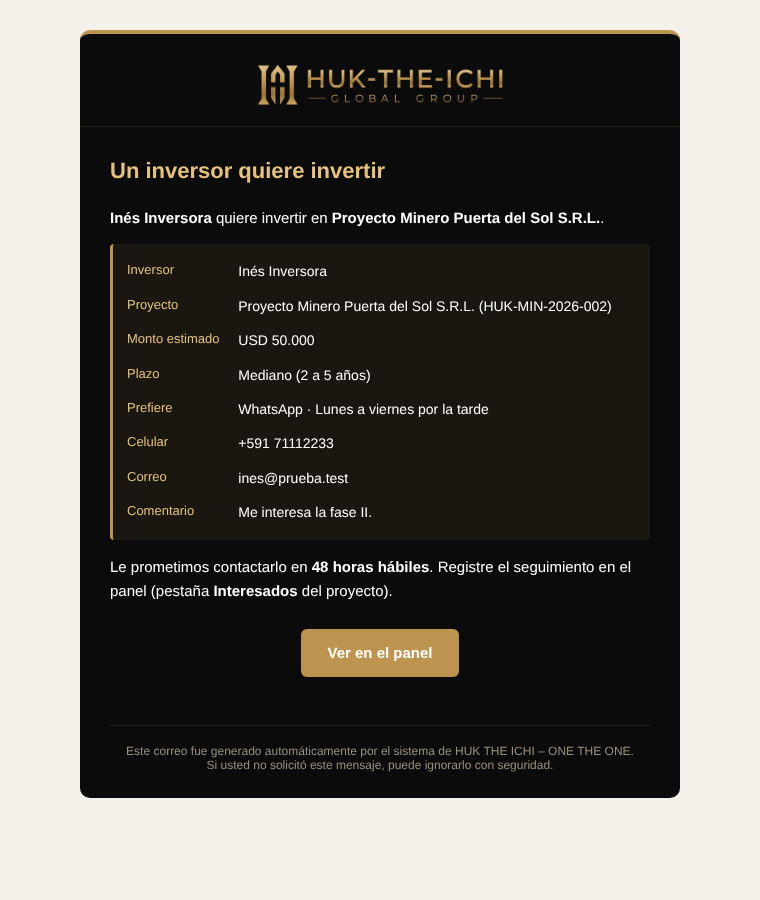 HUK-THE-ICHI
GLOBAL GROUP
Un inversor quiere invertir
Inés Inversora quiere invertir en Proyecto Minero Puerta del Sol S.R.L..
Inversor Inés Inversora
Proyecto Proyecto Minero Puerta del Sol S.R.L. (HUK-MIN-2026-002)
Monto estimado USD 50.000
Plazo Mediano (2 a 5 años)
Prefiere WhatsApp · Lunes a viernes por la tarde
Celular +591 71112233
Correo ines@prueba.test
Comentario Me interesa la fase II.
Le prometimos contactarlo en 48 horas hábiles. Registre el seguimiento en el
panel (pestaña Interesados del proyecto).
Ver en el panel
Este correo fue generado automáticamente por el sistema de HUK THE ICHI – ONE THE ONE.
Si usted no solicitó este mensaje, puede ignorarlo con seguridad.